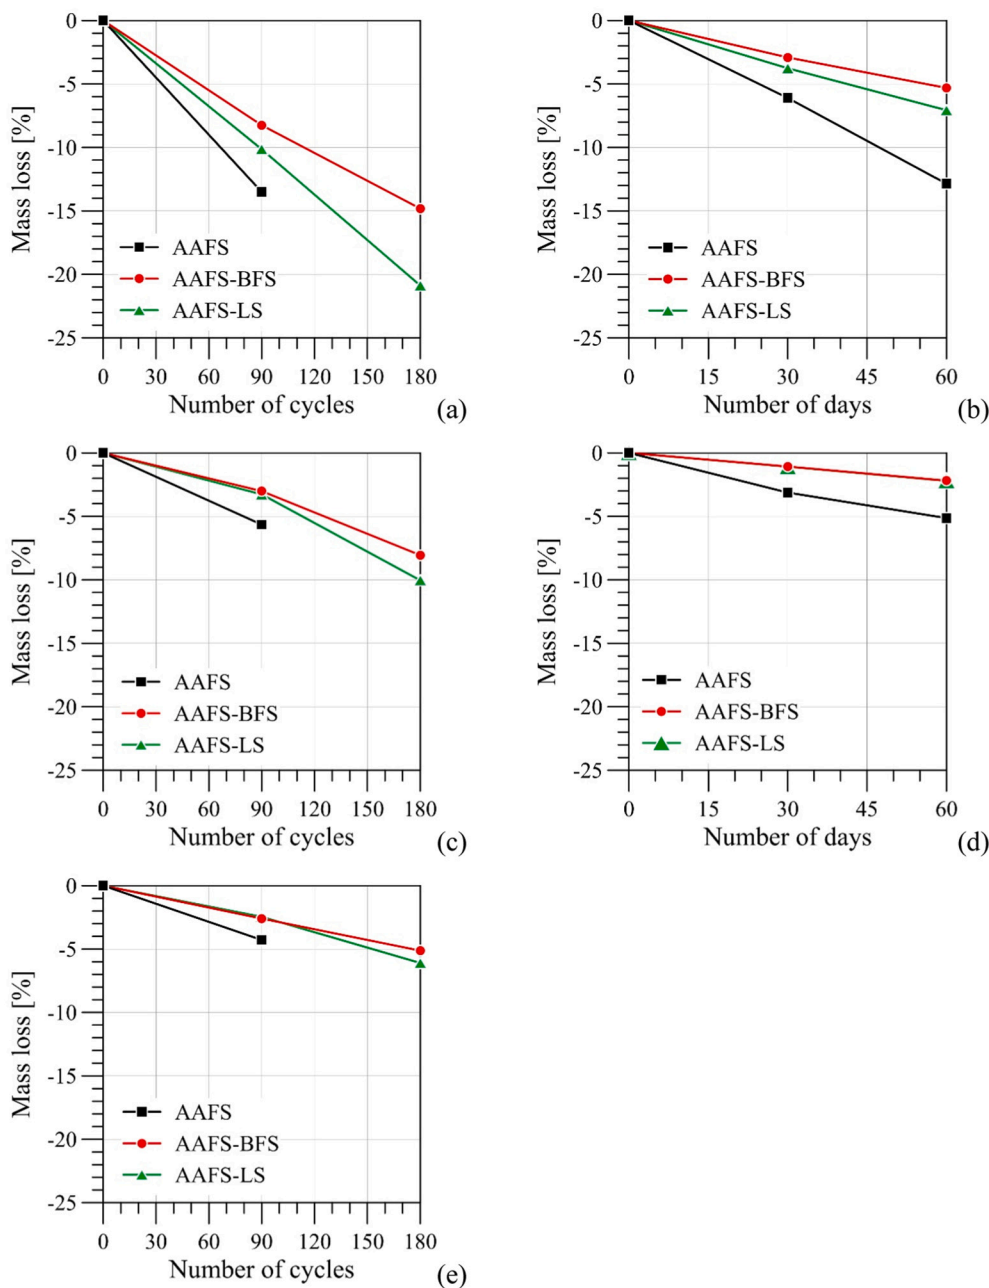 0
-5
-10
-15
-20
-25
Mass loss [%]
AAFS
AAFS-BFS
AAFS-LS
0 30 60 90 120 150 180
Number of cycles
(a)
0
-5
-10
-15
-20
-25
Mass loss [%]
AAFS
AAFS-BFS
AAFS-LS
0 15 30 45 60
Number of days
(b)
0
-5
-10
-15
-20
-25
Mass loss [%]
AAFS
AAFS-BFS
AAFS-LS
0 30 60 90 120 150 180
Number of cycles
(c)
0
-5
-10
-15
-20
-25
Mass loss [%]
AAFS
AAFS-BFS
AAFS-LS
0 15 30 45 60
Number of days
(d)
0
-5
-10
-15
-20
-25
Mass loss [%]
AAFS
AAFS-BFS
AAFS-LS
0 30 60 90 120 150 180
Number of cycles
(e)